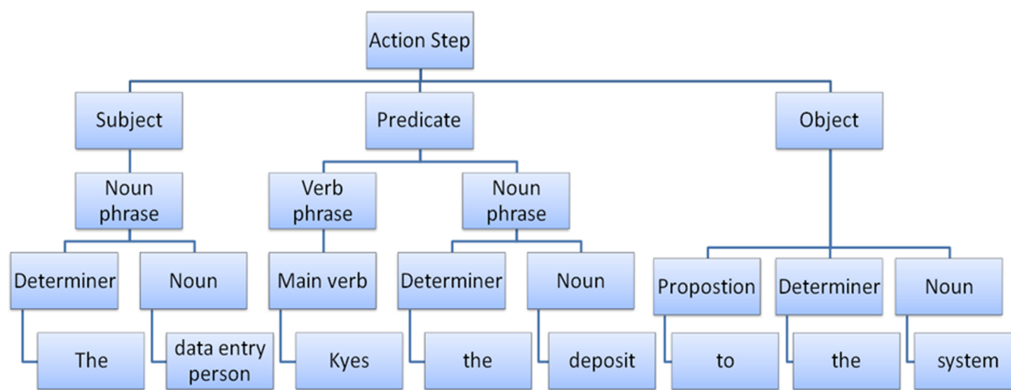 Action Step
Subject
Predicate
Object
Noun
phrase
Verb
phrase
Noun
phrase
Determiner
Noun
Main verb
Determiner
Noun
Propostion
Determiner
Noun
The
data entry
person
Kyes
the
deposit
to
the
system